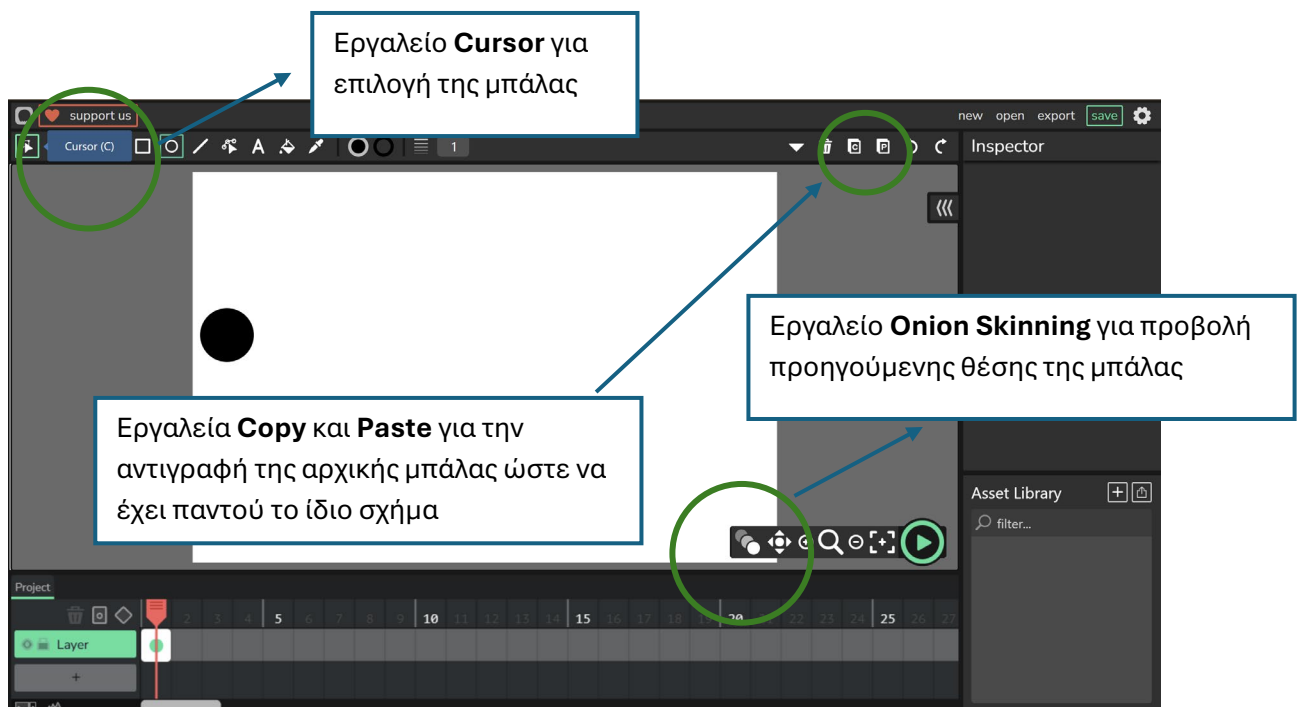 Εργαλείο Cursor για
επιλογή της μπάλας
support us
new open export save
Cursor (C)
A
1
C
P
Inspector
Εργαλείο Onion Skinning για προβολή
προηγούμενης θέσης της μπάλας
Εργαλεία Copy και Paste για την
αντιγραφή της αρχικής μπάλας ώστε να
έχει παντού το ίδιο σχήμα
Asset Library
filter...
Project
2 3 4 5 6 7 8 9 10 11 12 13 14 15 16 17 18 19 20 21 22 23 24 25 26 27
Layer
+